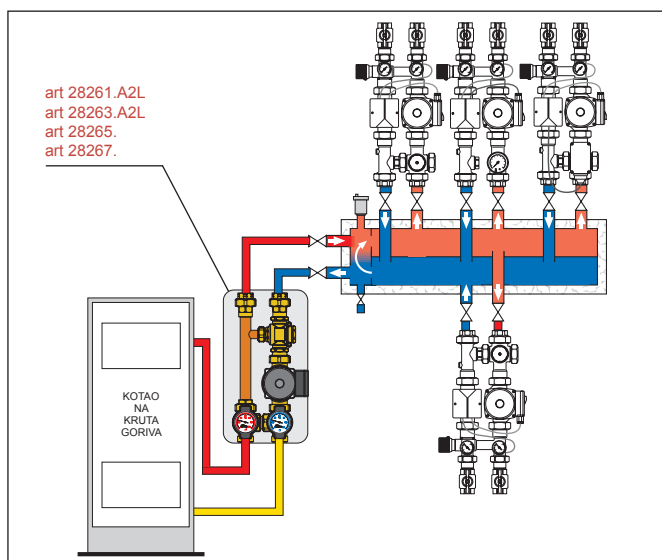 art 28261.A2L
art 28263.A2L
art 28265.
art 28267.
KOTAO
NA
KRUTA
GORIVA